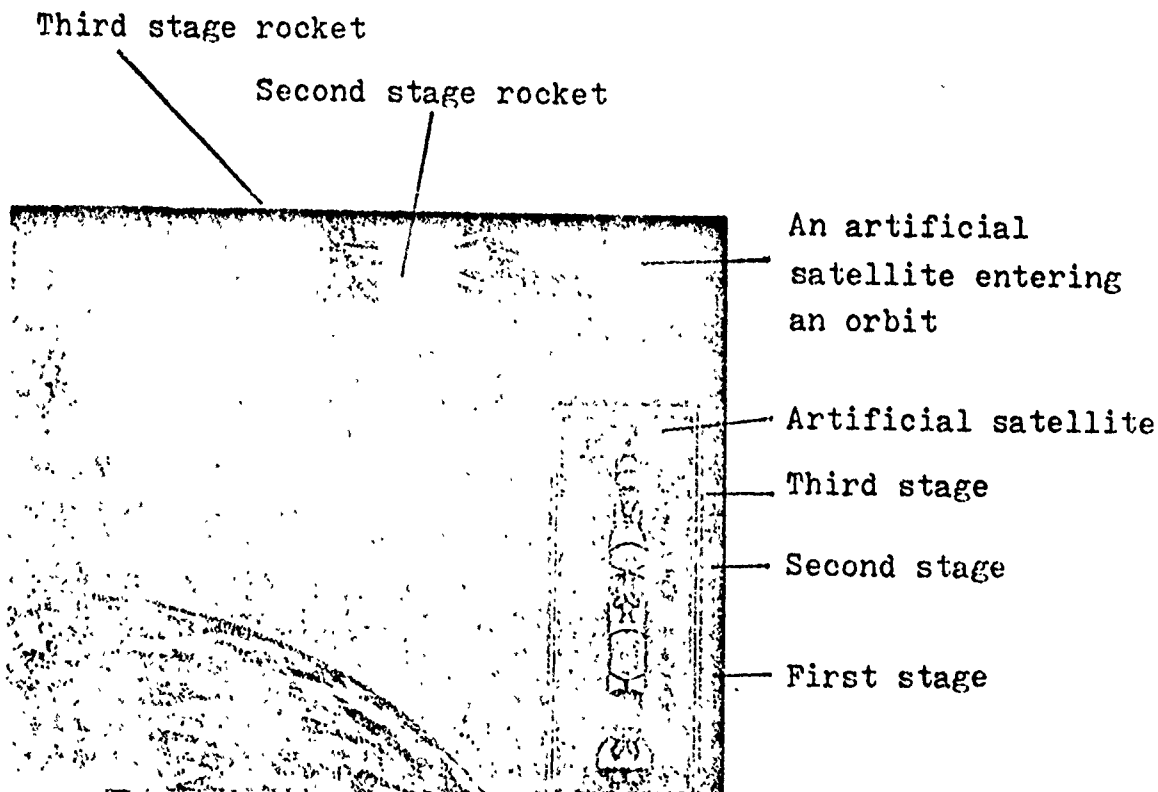 Third stage rocket
Second stage rocket
An artificial
satellite entering
an orbit
Artificial satellite
Third stage
Second stage
First stage